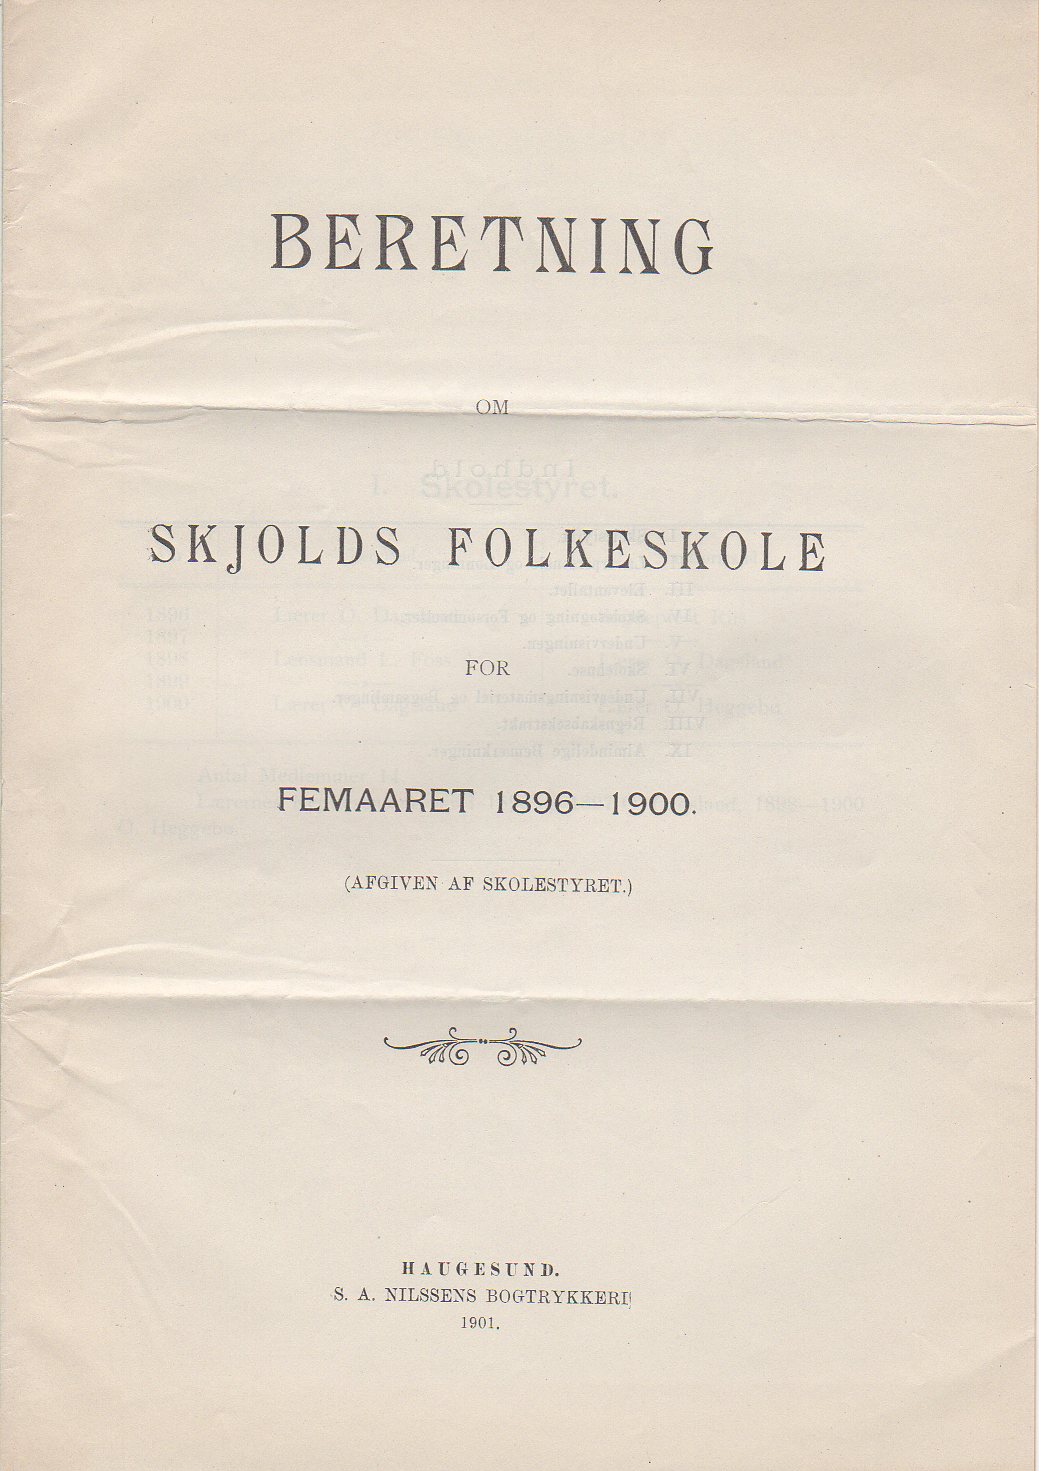 BERETNING
OM
SKJOLDS FOLKESKOLE
FOR
FEMAARET 1896—1900.
(AFGIVEN AF SKOLESTYRET.)
HAUGESUND.
S. A. NILSSENS BOGTRYKKERI
1901.